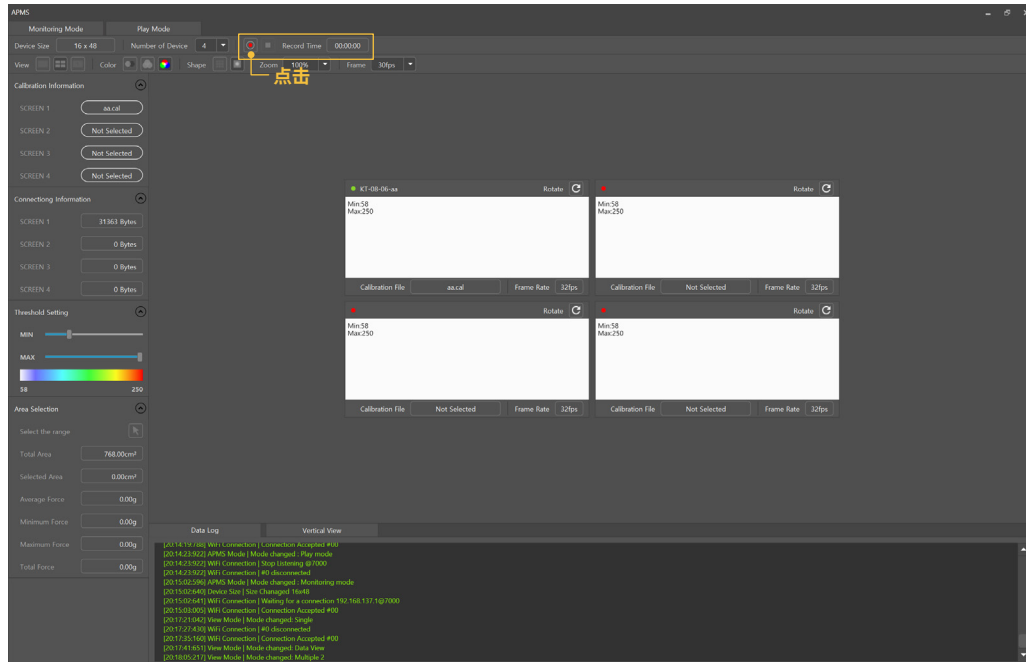 APMS
Monitoring Mode Play Mode
Device Size 16 x 48 Number of Device 4 Record Time 00:00:00
View Color Shape Zoom 100% Frame 30fps
点击
Calibration Information
SCREEN 1 aa.cal
SCREEN 2 Not Selected
SCREEN 3 Not Selected
SCREEN 4 Not Selected
Connectiong Information
SCREEN 1 31363 Bytes
SCREEN 2 0 Bytes
SCREEN 3 0 Bytes
SCREEN 4 0 Bytes
Threshold Setting
MIN
MAX
58 250
Area Selection
Select the range
Total Area 768.00cm²
Selected Area 0.00cm²
Average Force 0.00g
Minimum Force 0.00g
Maximum Force 0.00g
Total Force 0.00g
KT-08-06-aa Rotate
Min:58
Max:250
Calibration File aa.cal Frame Rate 32fps
Rotate
Min:58
Max:250
Calibration File Not Selected Frame Rate 32fps
Rotate
Min:58
Max:250
Calibration File Not Selected Frame Rate 32fps
Rotate
Min:58
Max:250
Calibration File Not Selected Frame Rate 32fps
Data Log Vertical View
[20:14:19:788] WiFi Connection | Connection Accepted #00
[20:14:23:922] APMS Mode | Mode changed : Play mode
[20:14:23:922] WiFi Connection | Stop Listening @7000
[20:14:23:922] WiFi Connection | #0 disconnected
[20:15:02:596] APMS Mode | Mode changed : Monitoring mode
[20:15:02:640] Device Size | Size Chanaged 16x48
[20:15:02:641] WiFi Connection | Waiting for a connection 192.168.137.1@7000
[20:15:03:005] WiFi Connection | Connection Accepted #00
[20:17:21:042] View Mode | Mode changed: Single
[20:17:27:430] WiFi Connection | #0 disconnected
[20:17:35:160] WiFi Connection | Connection Accepted #00
[20:17:41:651] View Mode | Mode changed: Data View
[20:18:05:217] View Mode | Mode changed: Multiple 2